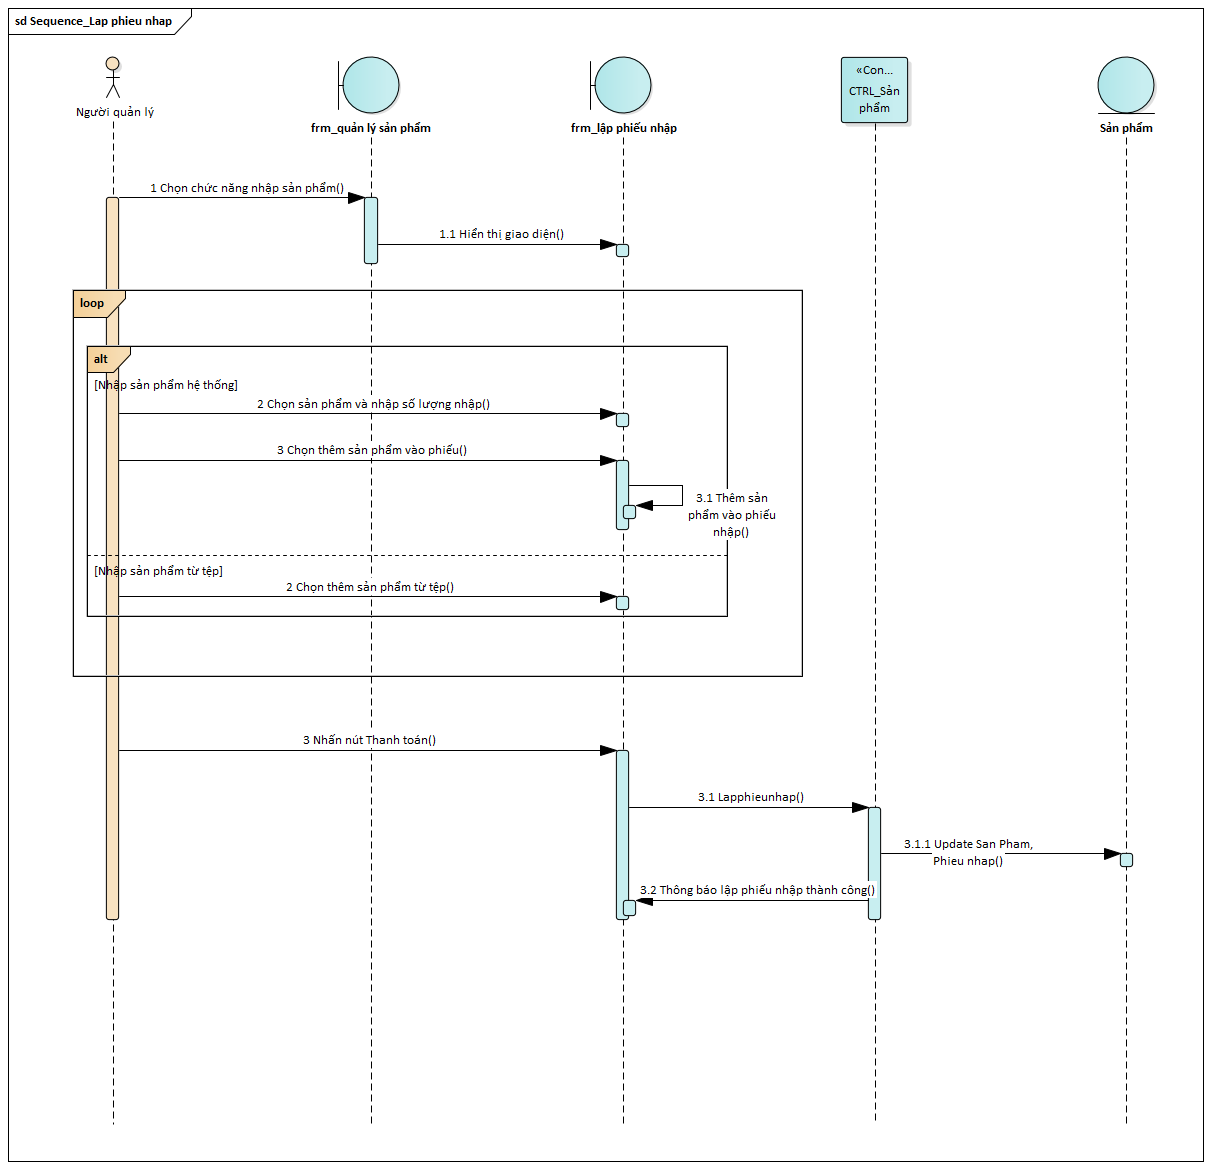 sd Sequence_Lap phieu nhap
Người quản lý
frm_quản lý sản phẩm
frm_lập phiếu nhập
«Con...
CTRL_Sản
phẩm
Sản phẩm
1 Chọn chức năng nhập sản phẩm()
1.1 Hiển thị giao diện()
loop
alt
[Nhập sản phẩm hệ thống]
2 Chọn sản phẩm và nhập số lượng nhập()
3 Chọn thêm sản phẩm vào phiếu()
3.1 Thêm sản
phẩm vào phiếu
nhập()
[Nhập sản phẩm từ tệp]
2 Chọn thêm sản phẩm từ tệp()
3 Nhấn nút Thanh toán()
3.1 Lapphieunhap()
3.1.1 Update San Pham,
Phieu nhap()
3.2 Thông báo lập phiếu nhập thành công()